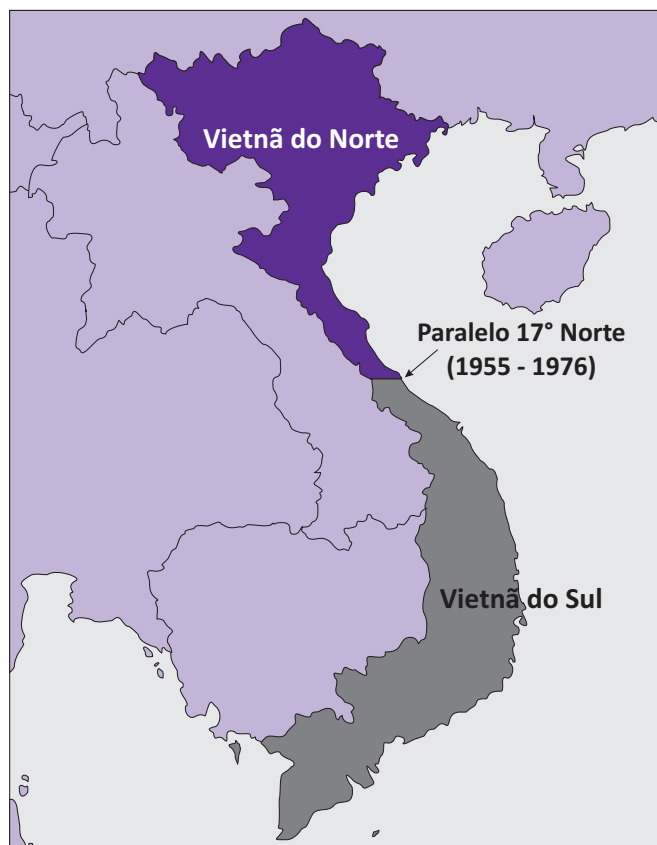 Vietnã do Norte
Paralelo 17° Norte
(1955 - 1976)
Vietnã do Sul